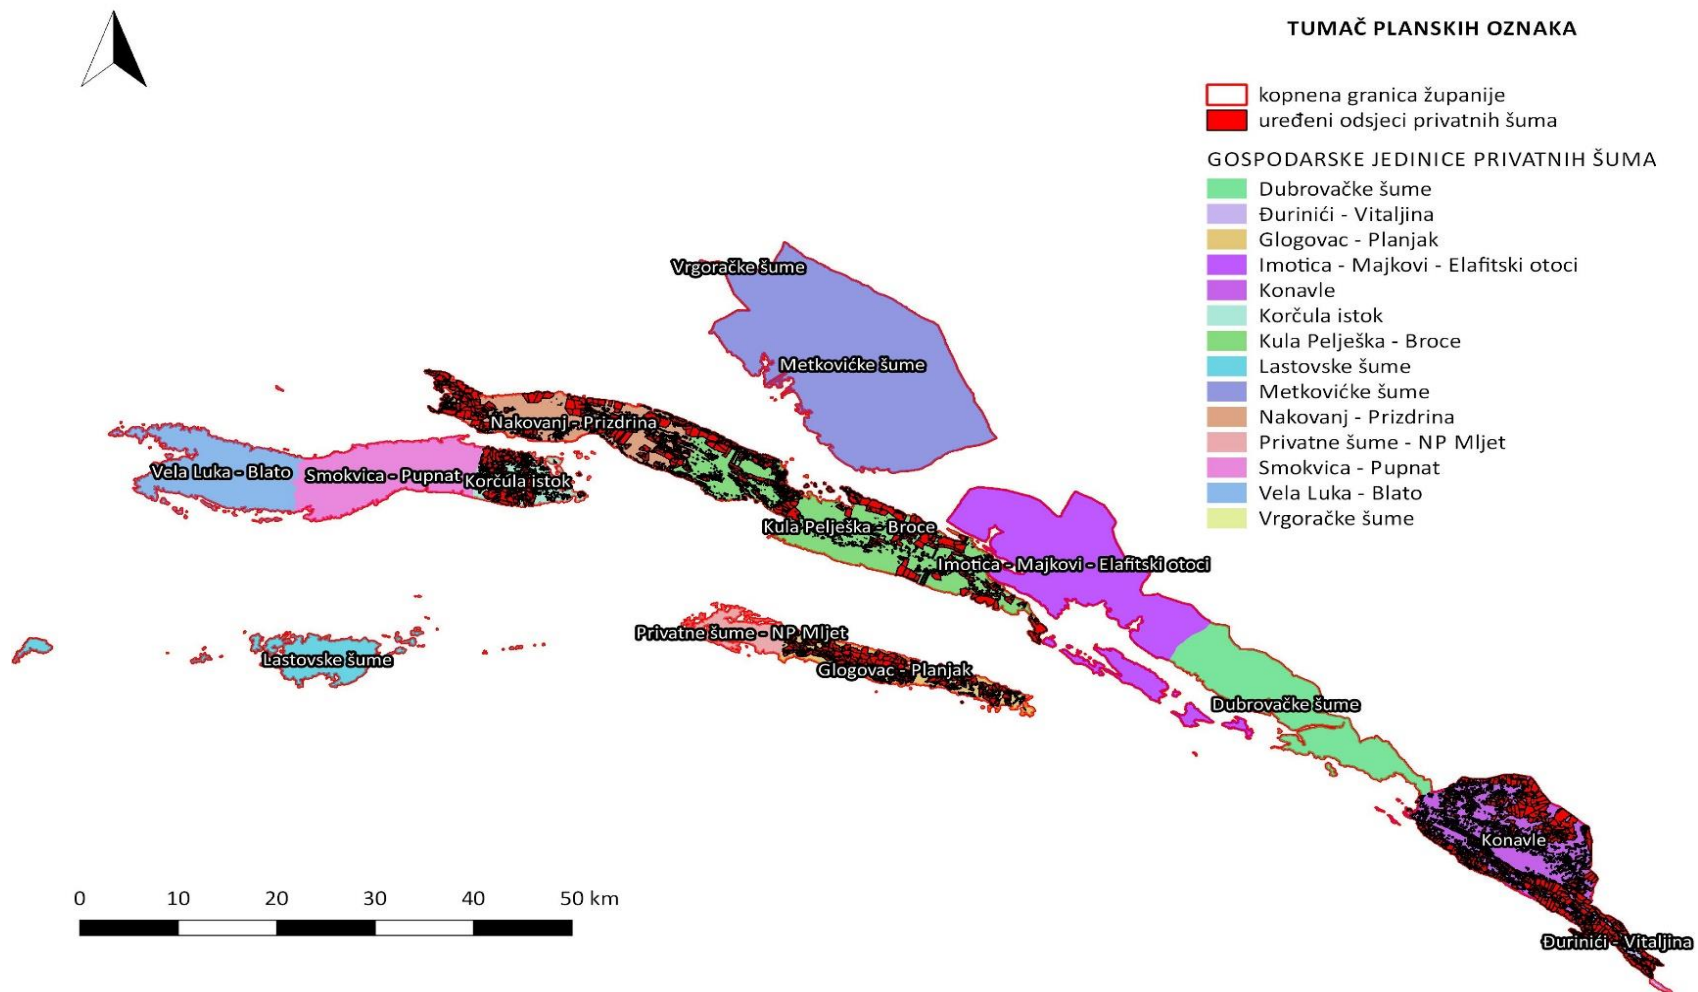 TUMAČ PLANSKIH OZNAKA
kopnena granica županije
uređeni odsjeci privatnih šuma
GOSPODARSKE JEDINICE PRIVATNIH ŠUMA
Dubrovačke šume
Đurinići - Vitaljina
Glogovac - Planjak
Imotica - Majkovi - Elafitski otoci
Konavle
Korčula istok
Kula Pelješka - Broce
Lastovske šume
Metkovićke šume
Nakovanj - Prizdrina
Privatne šume - NP Mljet
Smokvica - Pupnat
Vela Luka - Blato
Vrgoračke šume
Vrgoračke šume
Metkovićke šume
Nakovanj - Prizdrina
Vela Luka - Blato
Smokvica - Pupnat
Korčula istok
Kula Pelješka - Broce
Imotica - Majkovi - Elafitski otoci
Privatne šume - NP Mljet
Lastovske šume
Glogovac - Planjak
Dubrovačke šume
Konavle
Đurinići - Vitaljina
0 10 20 30 40 50 km